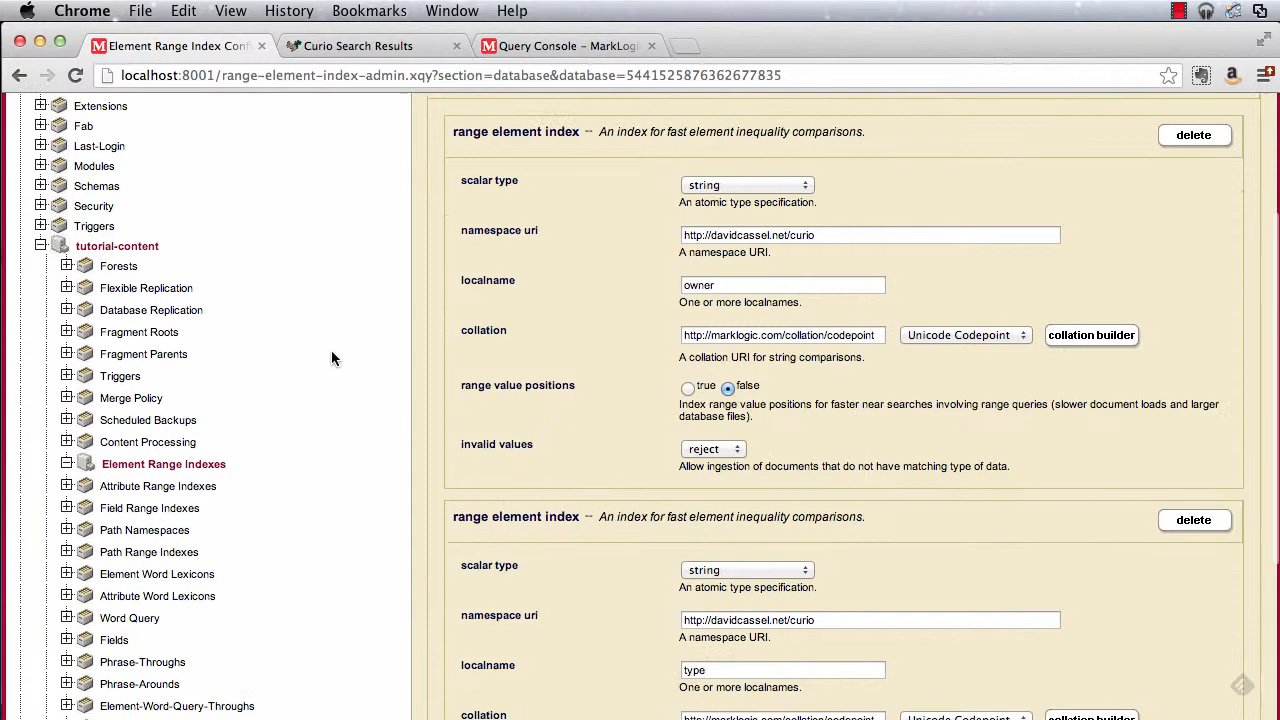 Chrome File Edit View History Bookmarks Window Help
Element Range Index Conf Curio Search Results Query Console – MarkLogi
localhost:8001/range-element-index-admin.xqy?section=database&database=5441525876362677835
Extensions
Fab
Last-Login
Modules
Schemas
Security
Triggers
tutorial-content
Forests
Flexible Replication
Database Replication
Fragment Roots
Fragment Parents
Triggers
Merge Policy
Scheduled Backups
Content Processing
Element Range Indexes
Attribute Range Indexes
Field Range Indexes
Path Namespaces
Path Range Indexes
Element Word Lexicons
Attribute Word Lexicons
Word Query
Fields
Phrase-Throughs
Phrase-Arounds
Element-Word-Query-Throughs
range element index -- An index for fast element inequality comparisons. delete
scalar type string
An atomic type specification.
namespace uri http://davidcassel.net/curio
A namespace URI.
localname owner
One or more localnames.
collation http://marklogic.com/collation/codepoint Unicode Codepoint collation builder
A collation URI for string comparisons.
range value positions true false
Index range value positions for faster near searches involving range queries (slower document loads and larger
database files).
invalid values reject
Allow ingestion of documents that do not have matching type of data.
range element index -- An index for fast element inequality comparisons. delete
scalar type string
An atomic type specification.
namespace uri http://davidcassel.net/curio
A namespace URI.
localname type
One or more localnames.
collation http://marklogic.com/collation/codepoint Unicode Codepoint collation builder